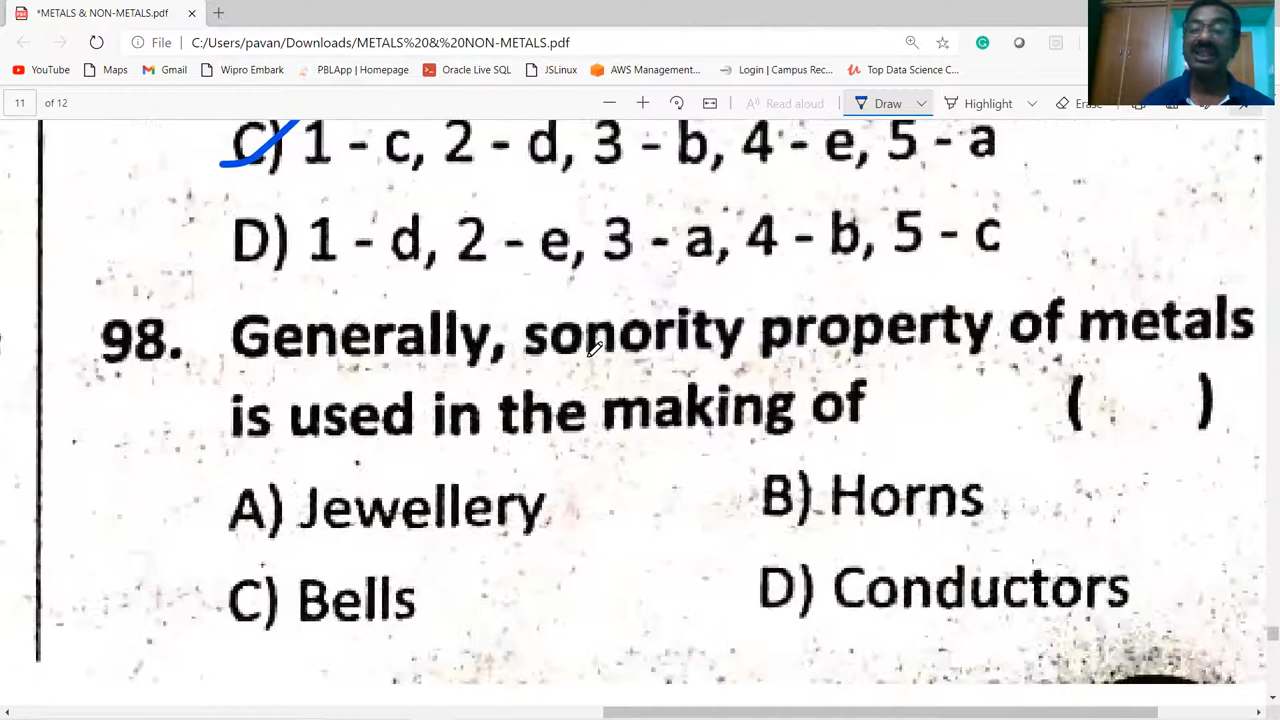 *METALS & NON-METALS.pdf
File C:/Users/pavan/Downloads/METALS%20&%20NON-METALS.pdf
YouTube Maps Gmail Wipro Embark PBLApp | Homepage Oracle Live SQL JSLinux AWS Management... Login | Campus Rec... Top Data Science C...
11 of 12 Read aloud Draw Highlight Erase
C) 1 - c, 2 - d, 3 - b, 4 - e, 5 - a
D) 1 - d, 2 - e, 3 - a, 4 - b, 5 - c
98. Generally, sonority property of metals
is used in the making of ( )
A) Jewellery B) Horns
C) Bells D) Conductors